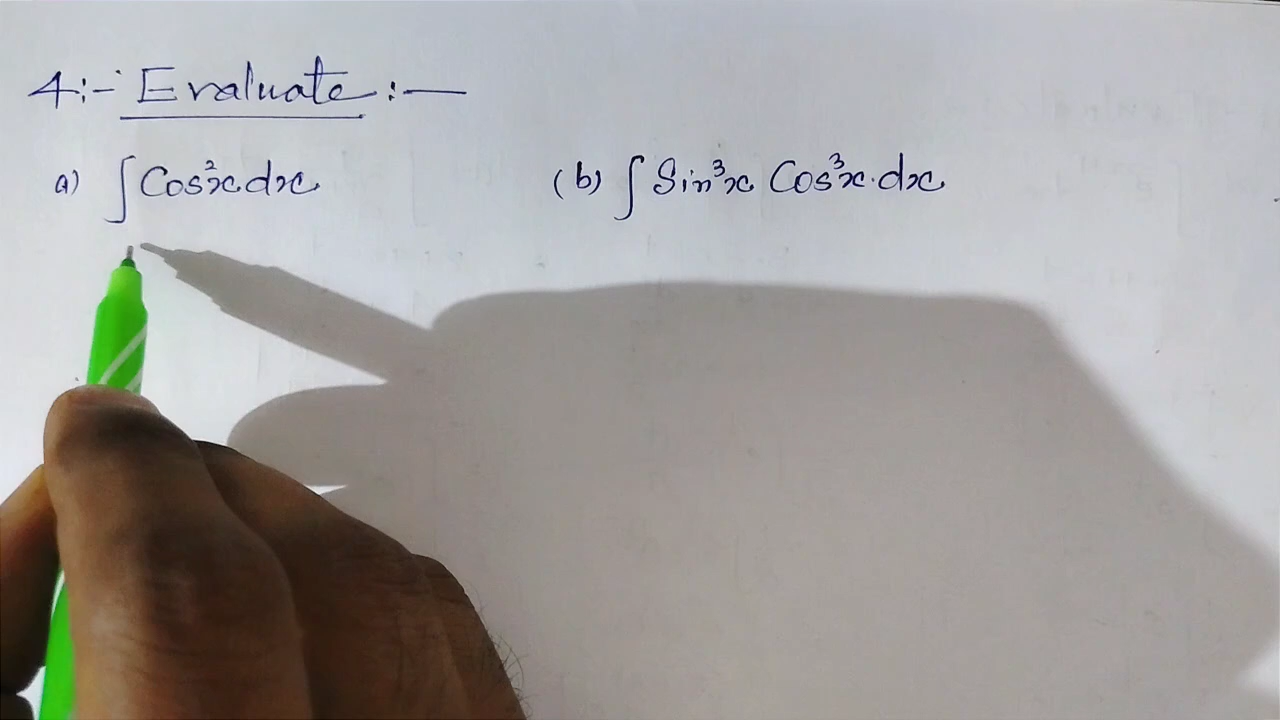 4:- Evaluate :—
a) ∫ Cos²x dx (b) ∫ Sin³x Cos³x. dx